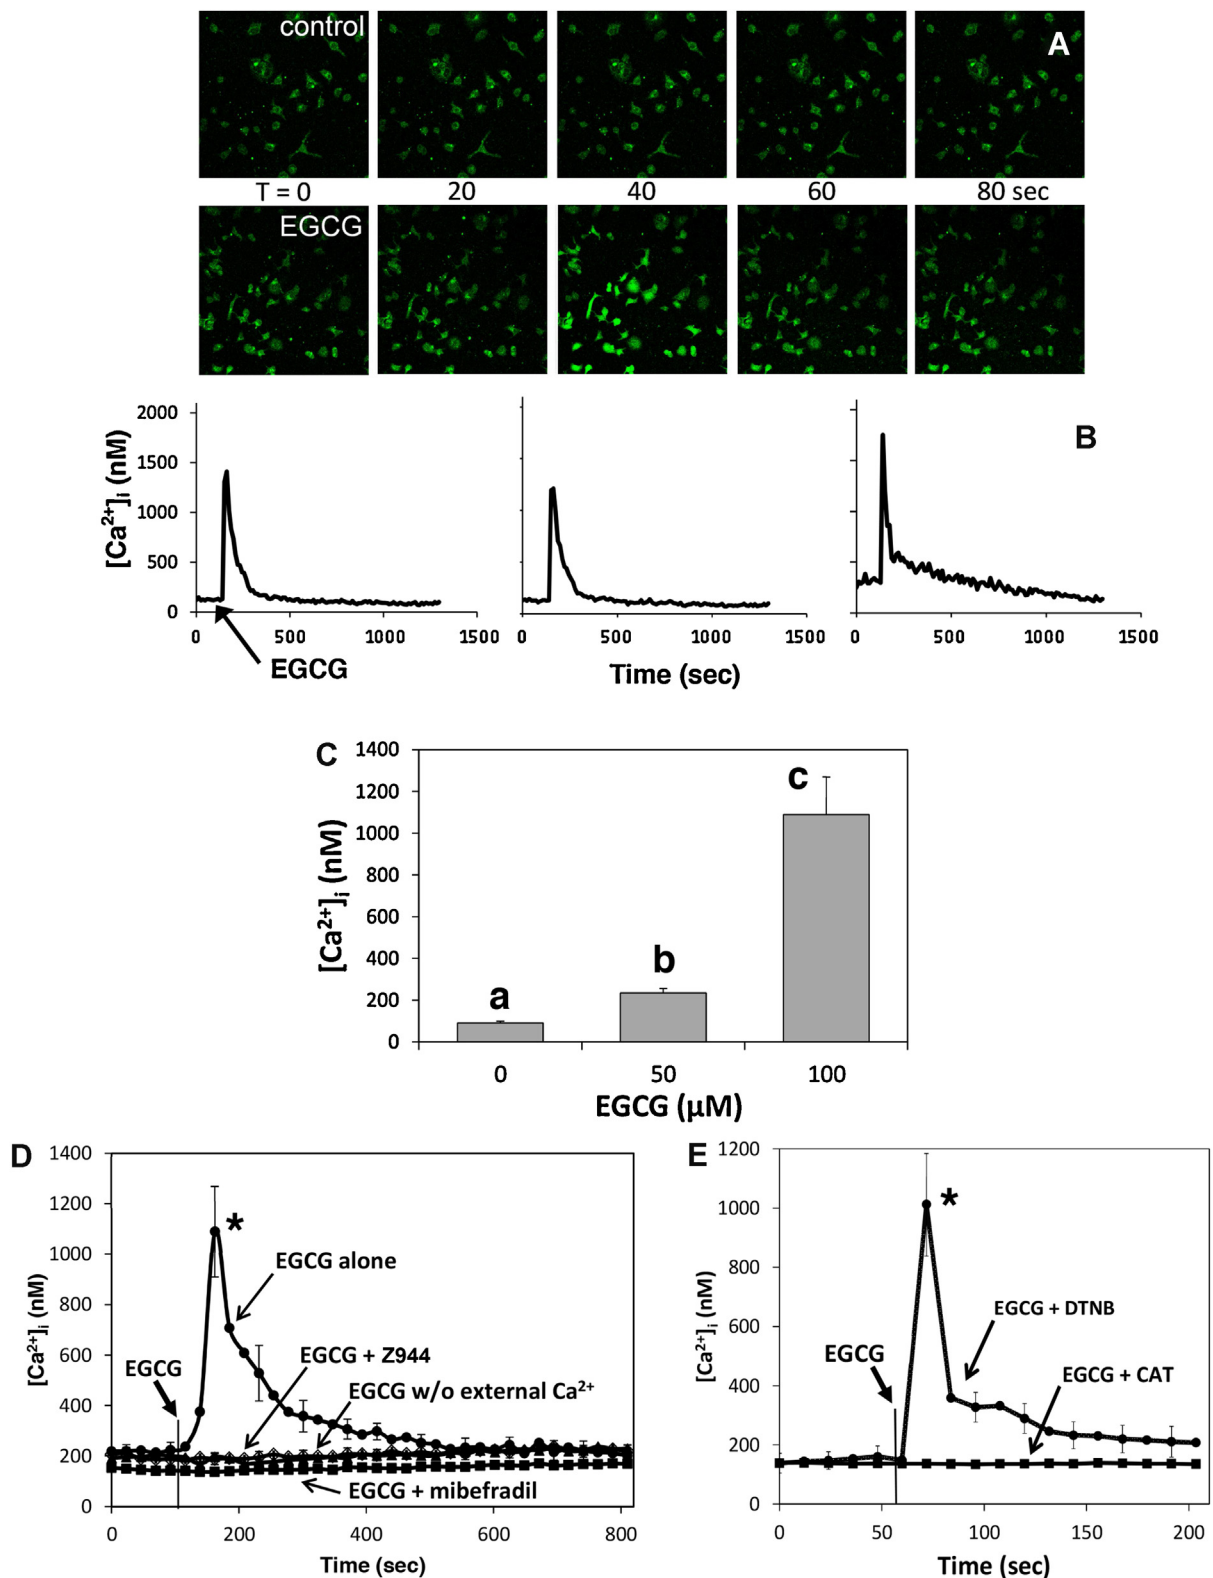 control
A
T = 0 20 40 60 80 sec
EGCG
B
[Ca²⁺]ᵢ (nM)
2000
1500
1000
500
0
0 500 1000 1500
0 500 1000 1500
0 500 1000 1500
EGCG
Time (sec)
C
[Ca²⁺]ᵢ (nM)
1400
1200
1000
800
600
400
200
0
a
b
c
0 50 100
EGCG (μM)
D
[Ca²⁺]ᵢ (nM)
1400
1200
1000
800
600
400
200
0
*
EGCG alone
EGCG + Z944
EGCG
EGCG w/o external Ca²⁺
EGCG + mibefradil
0 200 400 600 800
Time (sec)
E
[Ca²⁺]ᵢ (nM)
1200
1000
800
600
400
200
0
*
EGCG + DTNB
EGCG
EGCG + CAT
0 50 100 150 200
Time (sec)